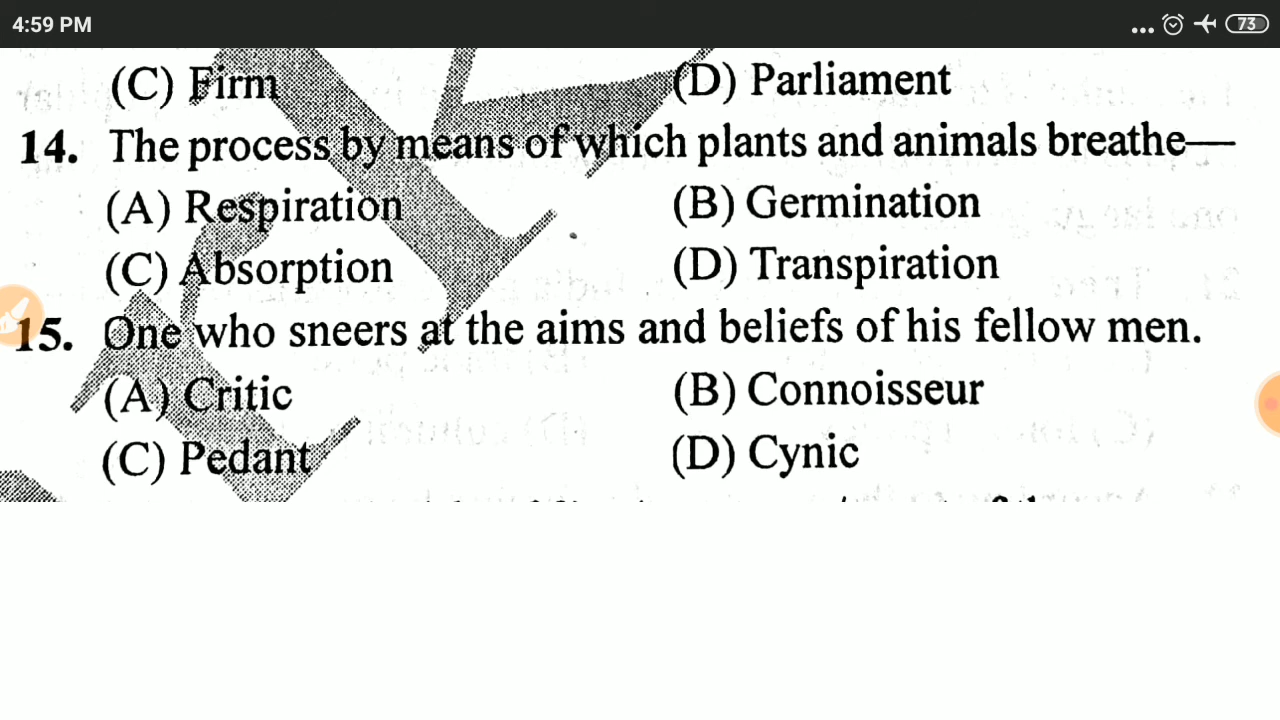 4:59 PM ... 73
(C) Firm (D) Parliament
14. The process by means of which plants and animals breathe—
(A) Respiration (B) Germination
(C) Absorption (D) Transpiration
15. One who sneers at the aims and beliefs of his fellow men.
(A) Critic (B) Connoisseur
(C) Pedant (D) Cynic